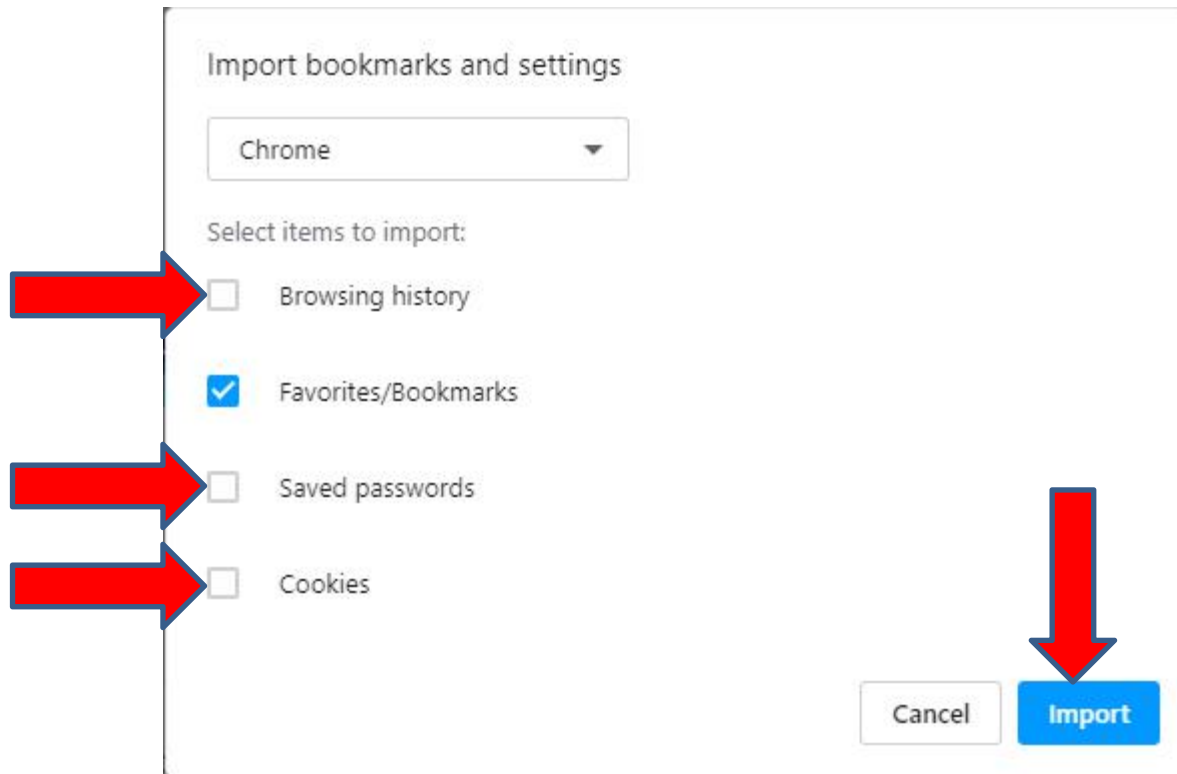 Import bookmarks and settings
Chrome
Select items to import:
Browsing history
Favorites/Bookmarks
Saved passwords
Cookies
Cancel Import